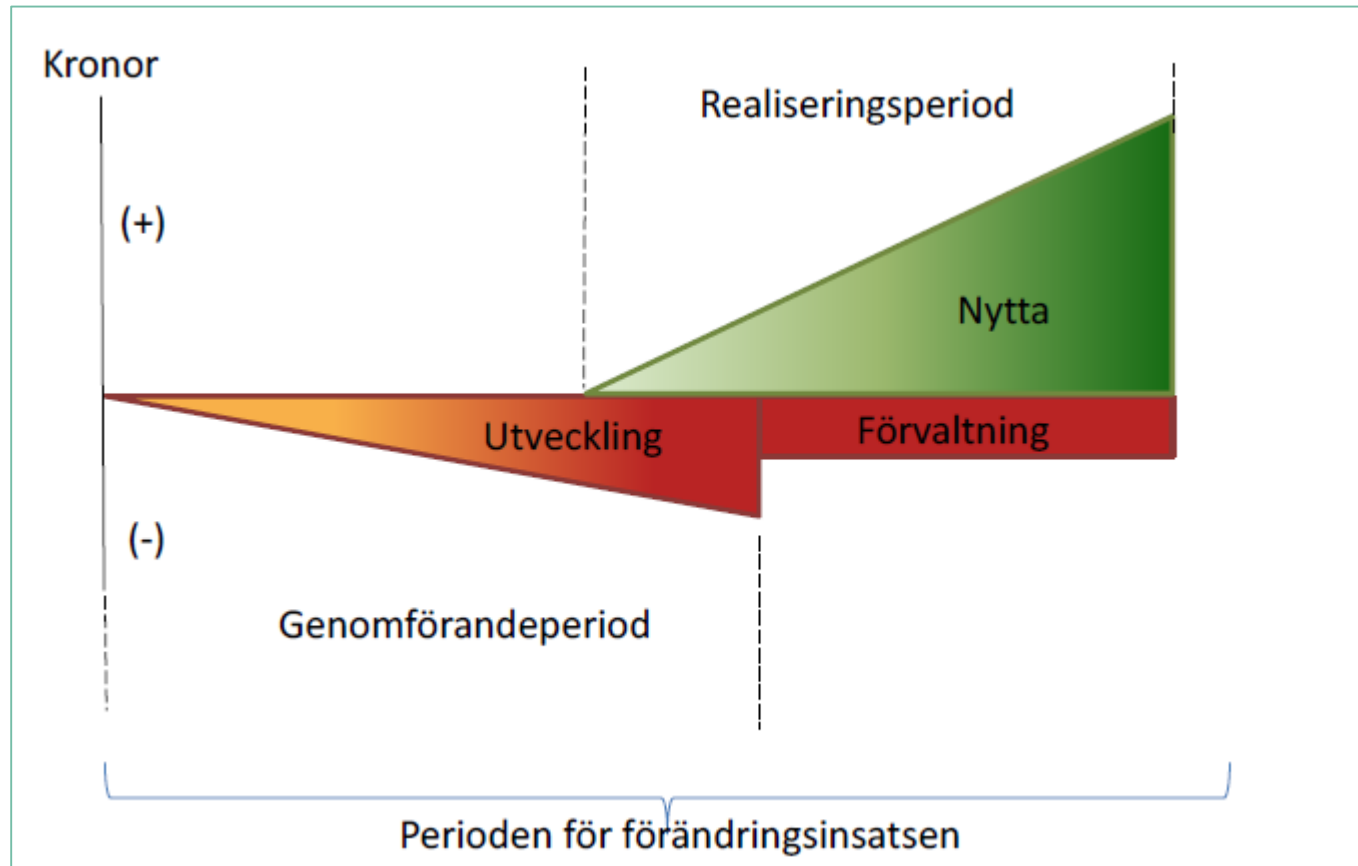 Kronor
Realiseringsperiod
(+)
Nytta
Utveckling
Förvaltning
(-)
Genomförandeperiod
Perioden för förändringsinsatsen